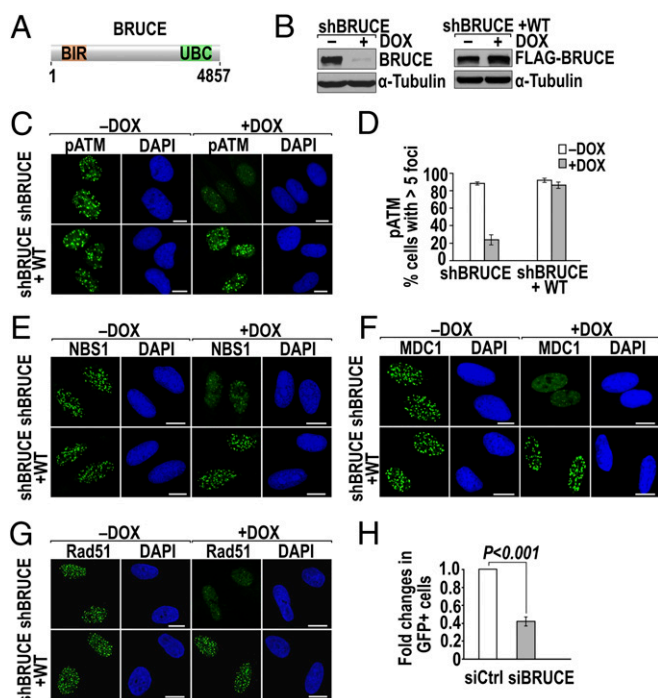 A
BRUCE
BIR UBC
1 4857
B
shBRUCE
– + DOX
BRUCE
α-Tubulin
shBRUCE +WT
– + DOX
FLAG-BRUCE
α-Tubulin
C
–DOX +DOX
pATM DAPI pATM DAPI
shBRUCE
shBRUCE + WT
D
–DOX
+DOX
pATM
% cells with > 5 foci
100
80
60
40
20
0
shBRUCE shBRUCE
+ WT
E
–DOX +DOX
NBS1 DAPI NBS1 DAPI
shBRUCE
shBRUCE +WT
F
–DOX +DOX
MDC1 DAPI MDC1 DAPI
shBRUCE
shBRUCE +WT
G
–DOX +DOX
Rad51 DAPI Rad51 DAPI
shBRUCE
shBRUCE +WT
H
P<0.001
Fold changes in
GFP+ cells
1.0
0.8
0.6
0.4
0.2
0
siCtrl siBRUCE